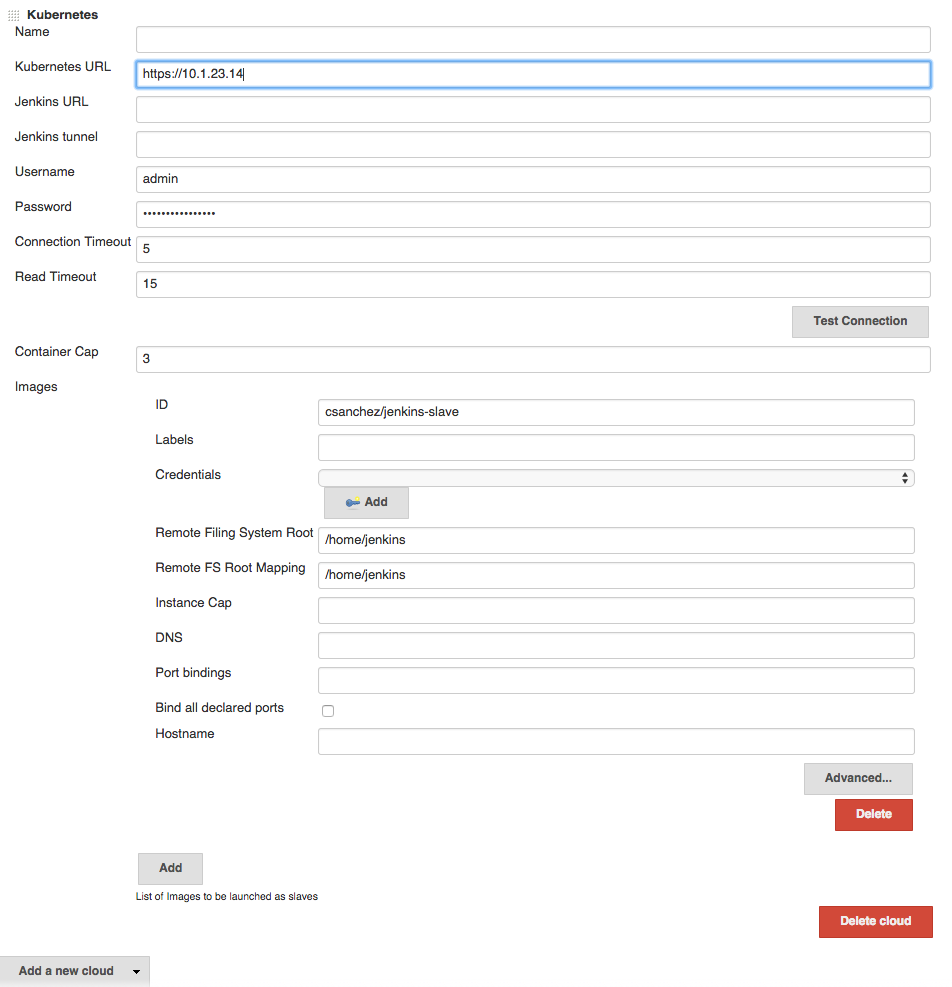 Kubernetes
Name
Kubernetes URL https://10.1.23.14
Jenkins URL
Jenkins tunnel
Username admin
Password ••••••••••••••••
Connection Timeout 5
Read Timeout 15
Test Connection
Container Cap 3
Images
ID csanchez/jenkins-slave
Labels
Credentials
Add
Remote Filing System Root /home/jenkins
Remote FS Root Mapping /home/jenkins
Instance Cap
DNS
Port bindings
Bind all declared ports
Hostname
Advanced...
Delete
Add
List of Images to be launched as slaves
Delete cloud
Add a new cloud